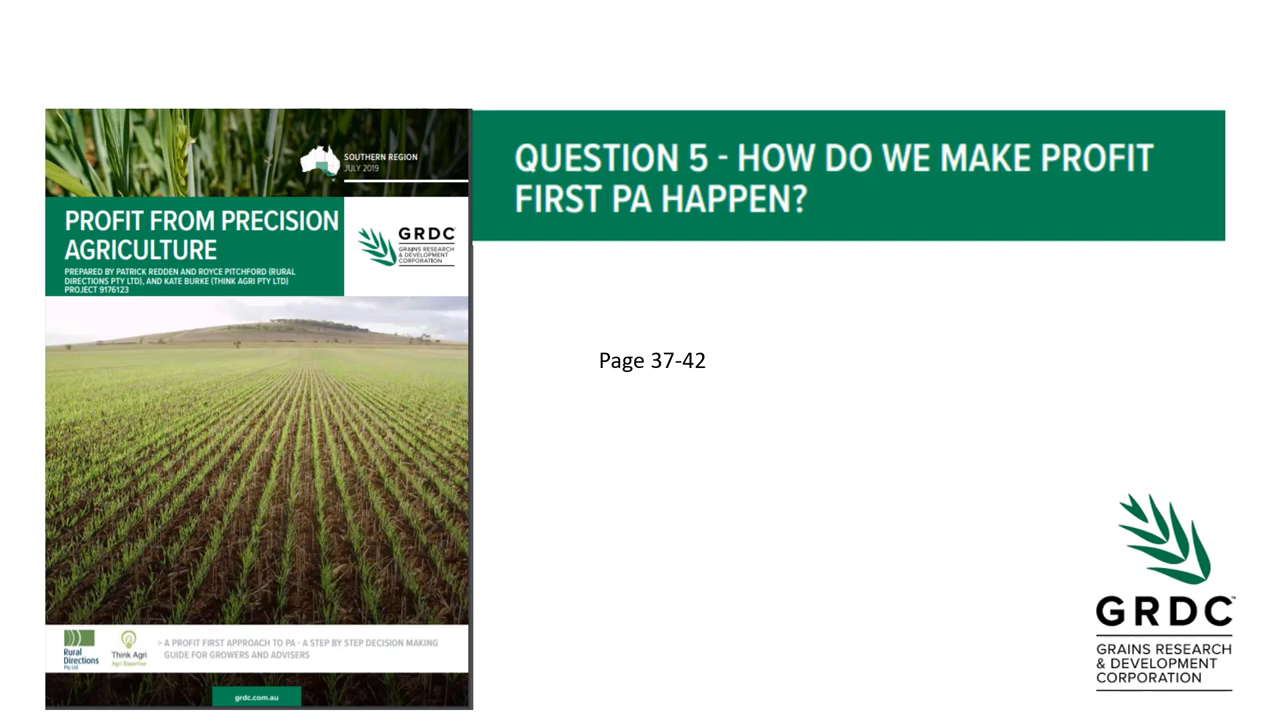 SOUTHERN REGION
JULY 2019
PROFIT FROM PRECISION
AGRICULTURE
PREPARED BY PATRICK REDDEN AND ROYCE PITCHFORD (RURAL
DIRECTIONS PTY LTD), AND KATE BURKE (THINK AGRI PTY LTD)
PROJECT 9176123
GRDC
GRAINS RESEARCH
& DEVELOPMENT
CORPORATION
Rural
Directions
Pty Ltd
Think Agri
Agri Expertise
> A PROFIT FIRST APPROACH TO PA - A STEP BY STEP DECISION MAKING
GUIDE FOR GROWERS AND ADVISERS
grdc.com.au
QUESTION 5 - HOW DO WE MAKE PROFIT
FIRST PA HAPPEN?
Page 37-42
GRDC™
GRAINS RESEARCH
& DEVELOPMENT
CORPORATION